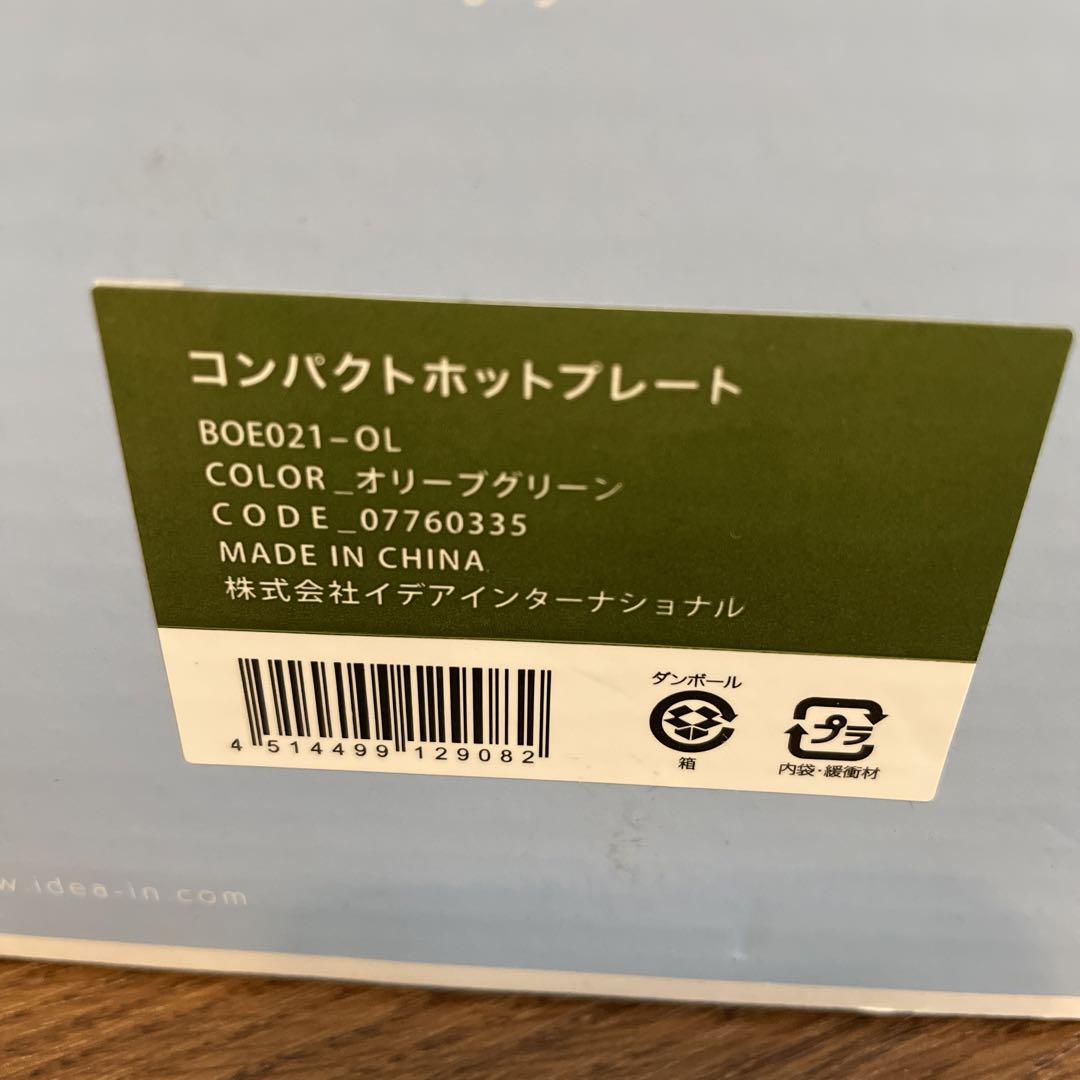 コンパクトホットプレート
BOE021-OL
COLOR_オリーブグリーン
CODE_07760335
MADE IN CHINA
株式会社イデアインターナショナル
ダンボール
箱
プラ
内袋・緩衝材
4 514499 129082
w.idea-in.com